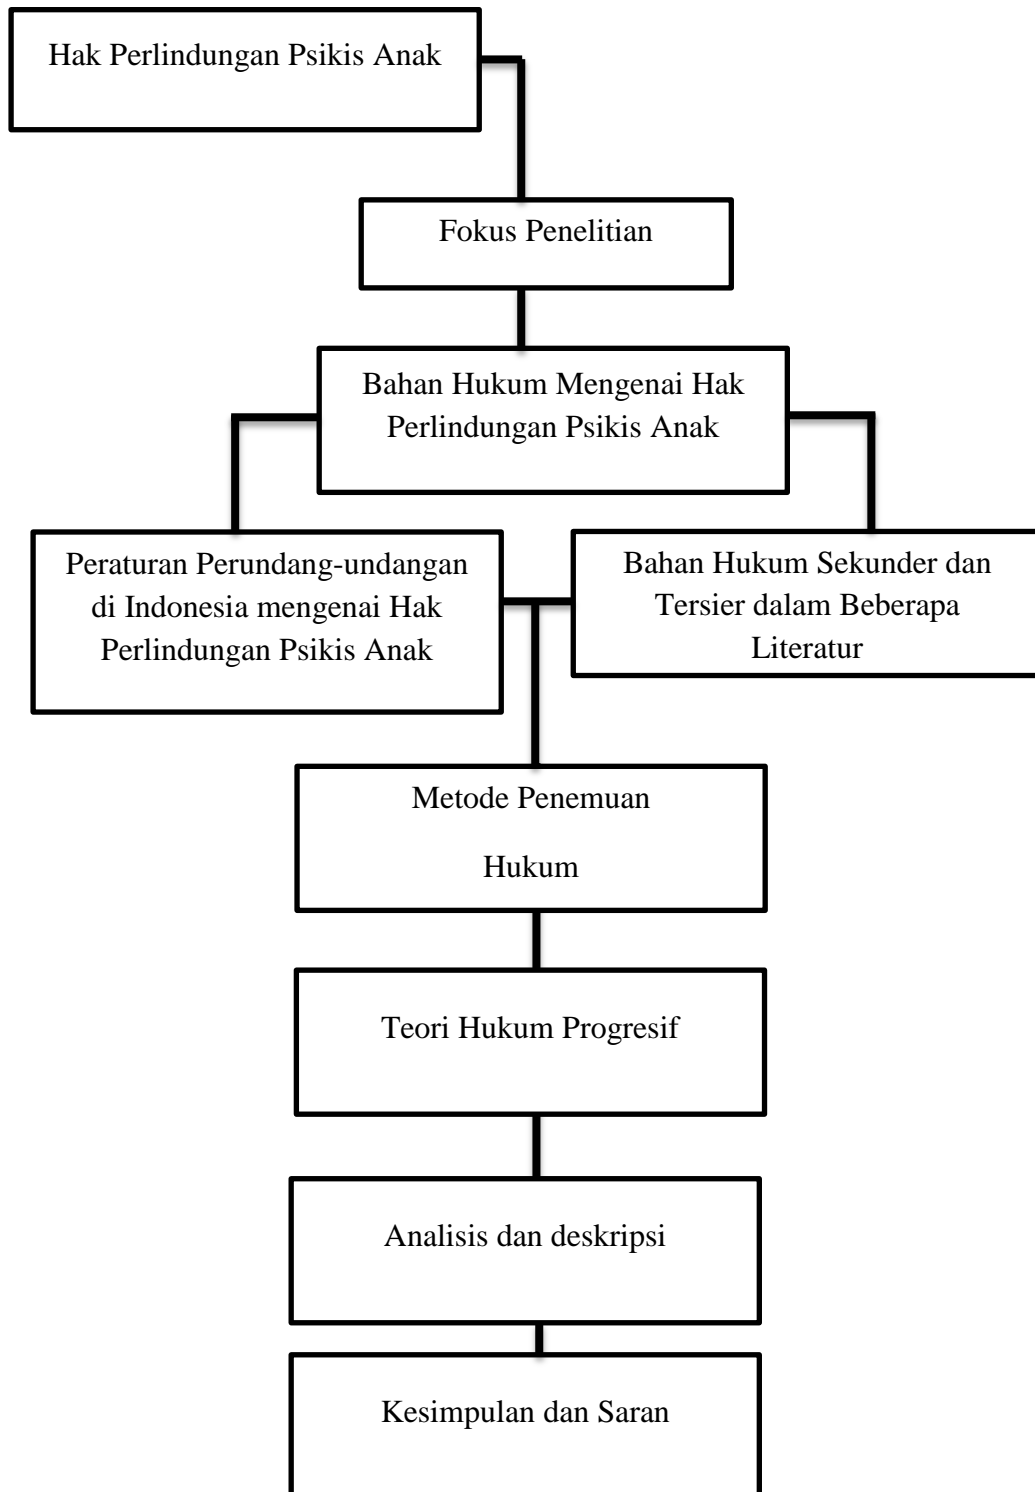 Hak Perlindungan Psikis Anak
Fokus Penelitian
Bahan Hukum Mengenai Hak
Perlindungan Psikis Anak
Peraturan Perundang-undangan
di Indonesia mengenai Hak
Perlindungan Psikis Anak
Bahan Hukum Sekunder dan
Tersier dalam Beberapa
Literatur
Metode Penemuan
Hukum
Teori Hukum Progresif
Analisis dan deskripsi
Kesimpulan dan Saran